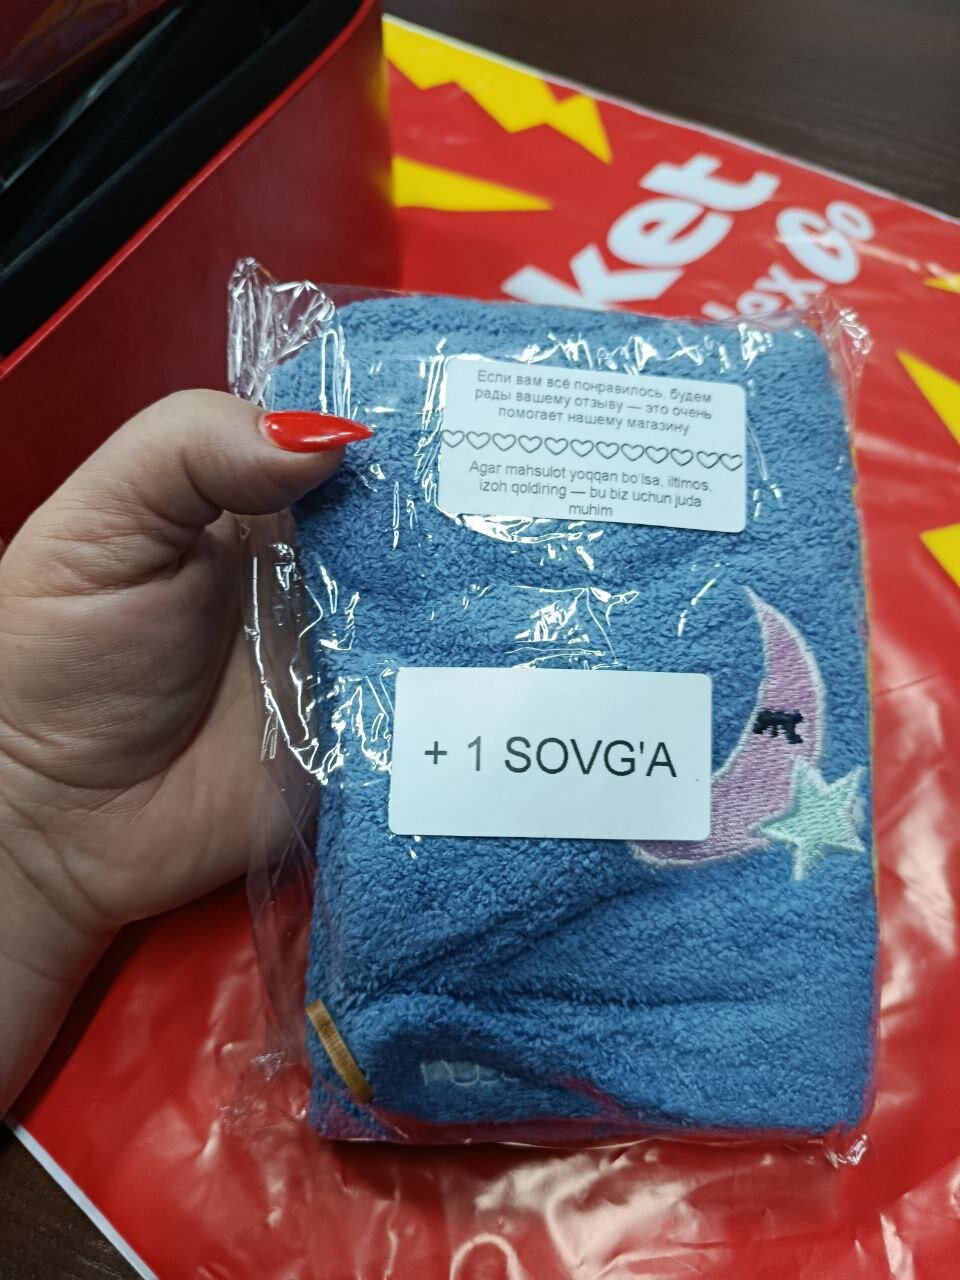 ket
Go
Если вам всё понравилось, будем
рады вашему отзыву — это очень
помогает нашему магазину
Agar mahsulot yoqqan bo'lsa, iltimos,
izoh qoldiring — bu biz uchun juda
muhim
+ 1 SOVG'A